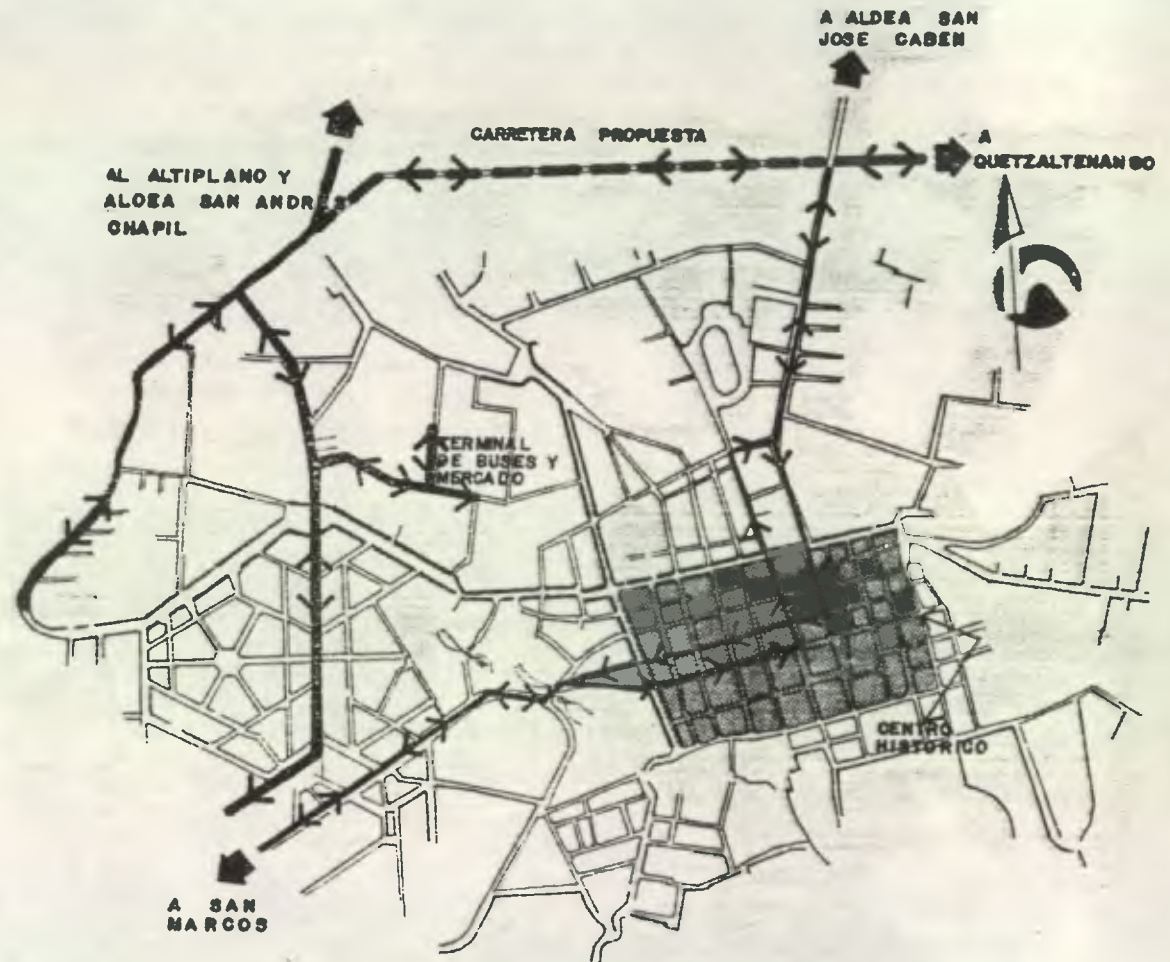 A ALDEA SAN
JOSE CABEN
CARRETERA PROPUESTA
A
QUETZALTENANGO
AL ALTIPLANO Y
ALDEA SAN ANDRES
CHAPIL
TERMINAL
DE BUSES Y
MERCADO
CENTRO
HISTORICO
A SAN
MARCOS